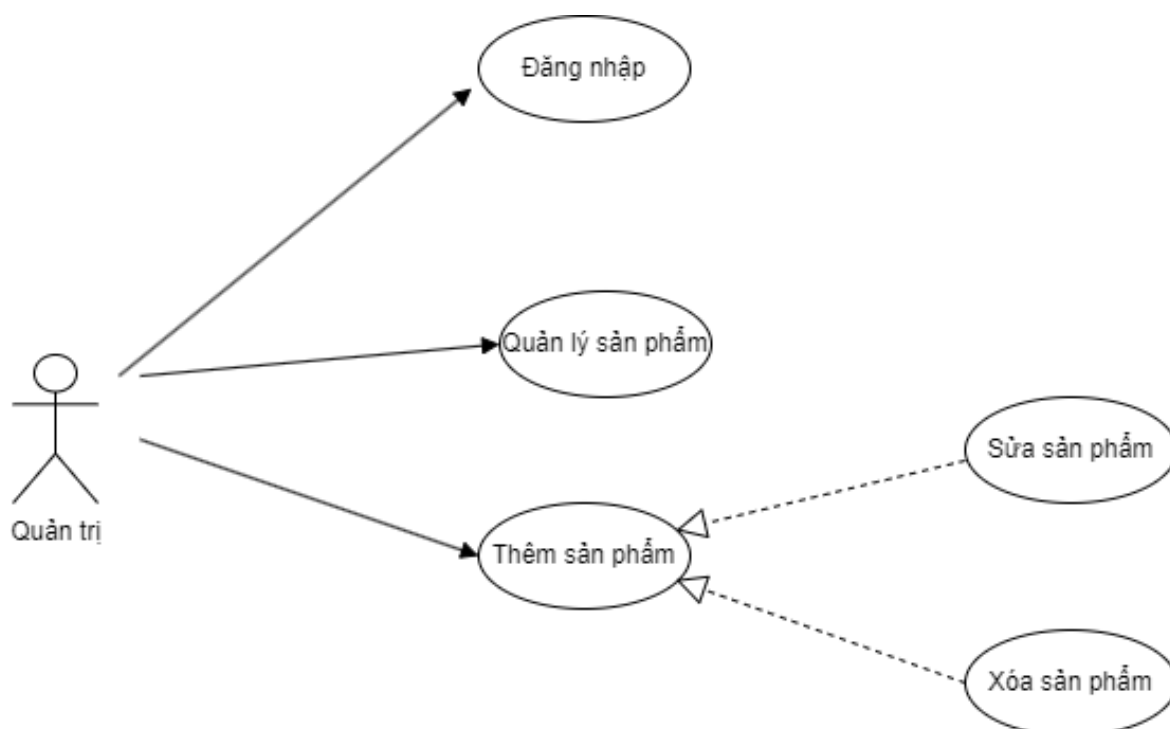 Đăng nhập
Quản lý sản phẩm
Sửa sản phẩm
Quản trị
Thêm sản phẩm
Xóa sản phẩm